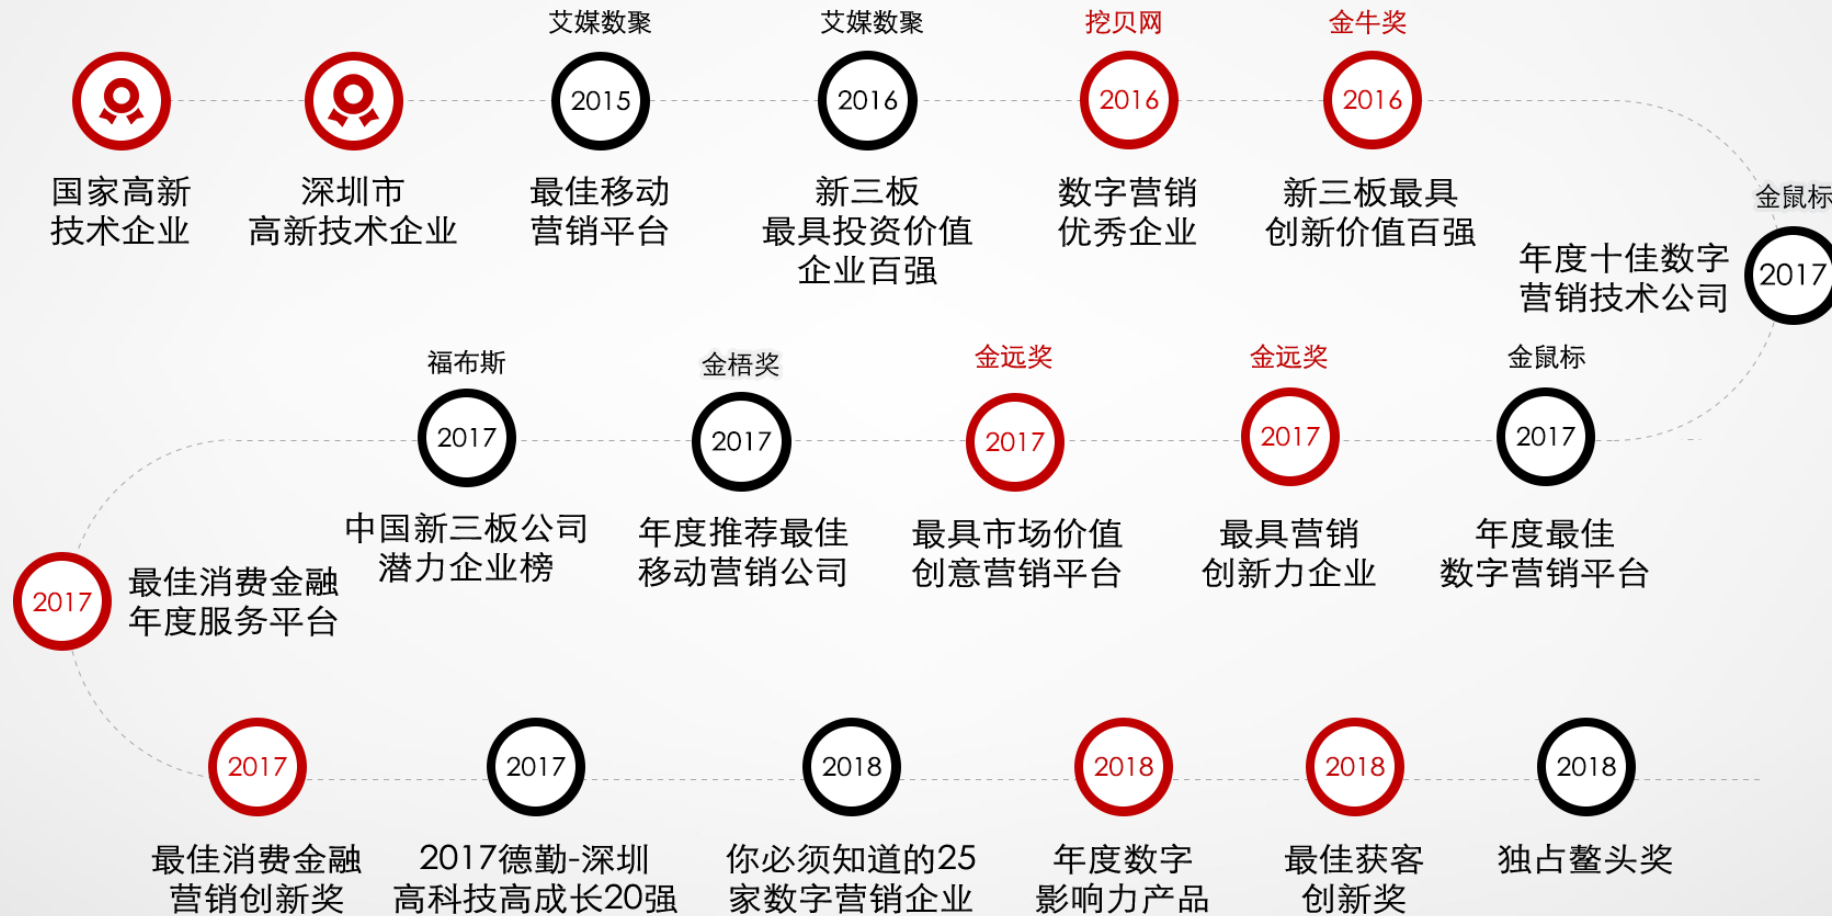 艾媒数聚
艾媒数聚
挖贝网
金牛奖
2015
2016
2016
2016
国家高新
技术企业
深圳市
高新技术企业
最佳移动
营销平台
新三板
最具投资价值
企业百强
数字营销
优秀企业
新三板最具
创新价值百强
金鼠标
2017
年度十佳数字
营销技术公司
金鼠标
2017
年度最佳
数字营销平台
金远奖
2017
最具营销
创新力企业
金远奖
2017
最具市场价值
创意营销平台
金梧奖
2017
年度推荐最佳
移动营销公司
福布斯
2017
中国新三板公司
潜力企业榜
2017
最佳消费金融
年度服务平台
2017
最佳消费金融
营销创新奖
2017
2017德勤-深圳
高科技高成长20强
2018
你必须知道的25
家数字营销企业
2018
年度数字
影响力产品
2018
最佳获客
创新奖
2018
独占鳌头奖